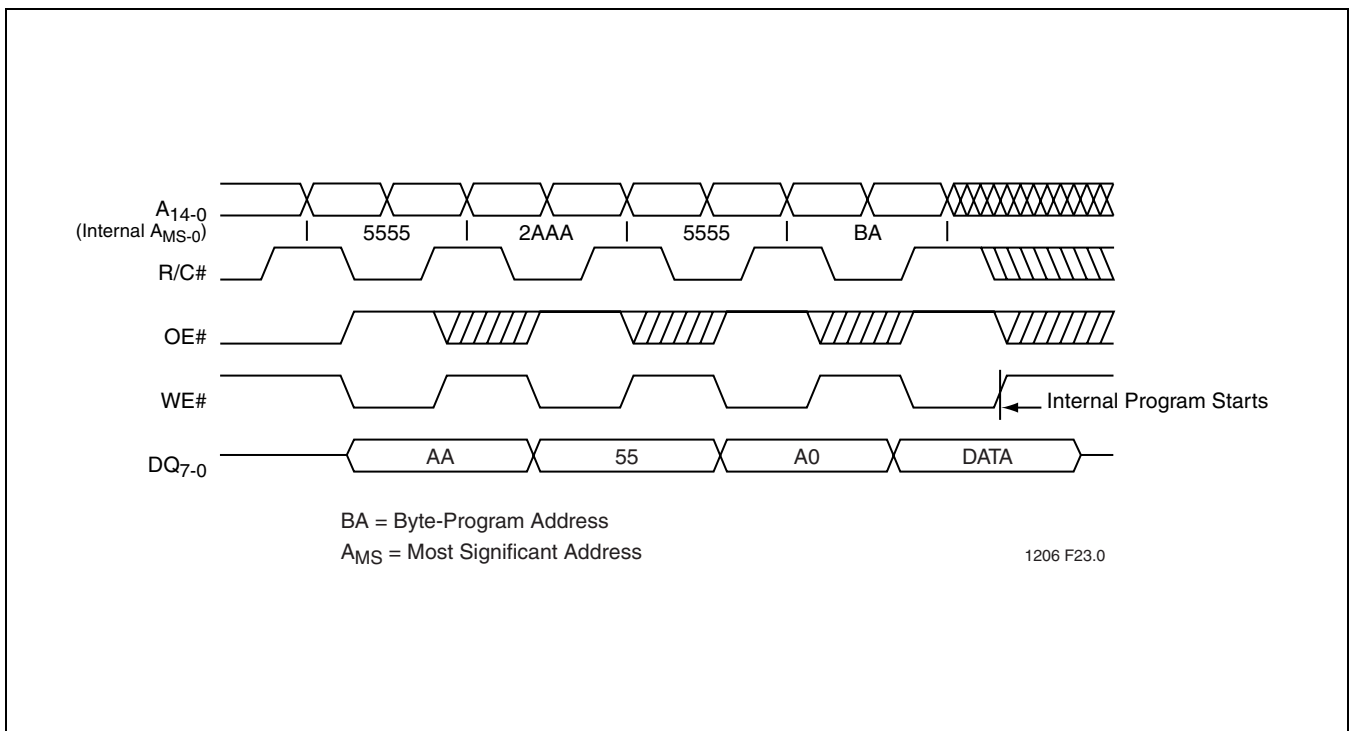 A14-0
(Internal AMS-0)
5555 2AAA 5555 BA
R/C#
OE#
WE#
Internal Program Starts
DQ7-0
AA 55 A0 DATA
BA = Byte-Program Address
AMS = Most Significant Address
1206 F23.0